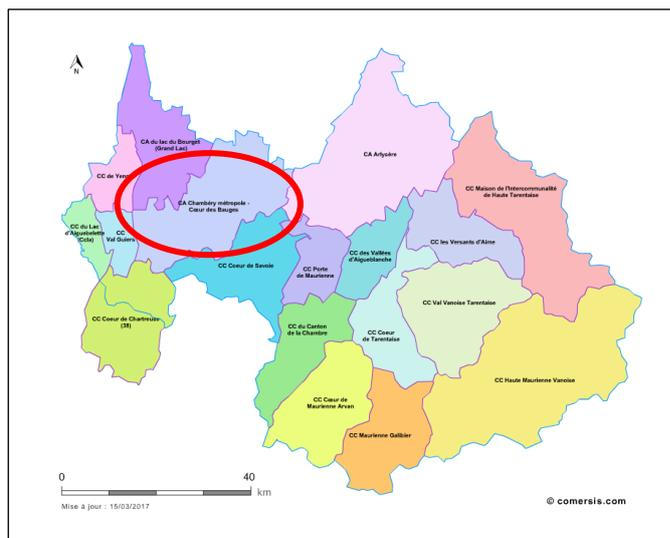 N
CA du lac du Bourget
(Grand Lac)
CA Arlysère
CC de Yenne
CC Maison de l'Intercommunalité
de Haute Tarentaise
CA Chambéry métropole -
Cœur des Bauges
CC du Lac
d'Aiguebelette
(Ccla)
CC
Val Guiers
CC les Versants d'Aime
CC des Vallées
d'Aigueblanche
CC Coeur de Savoie
CC Porte
de Maurienne
CC Val Vanoise Tarentaise
CC Coeur de Chartreuse
(38)
CC du Canton
de la Chambre
CC Coeur
de Tarentaise
CC Haute Maurienne Vanoise
CC Cœur de
Maurienne Arvan
CC Maurienne Galibier
0 40
km
Mise à jour : 15/03/2017
© comersis.com